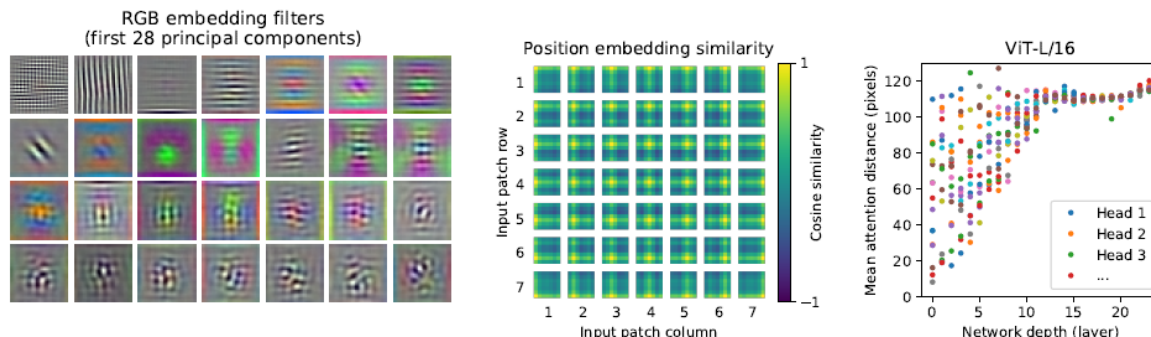 RGB embedding filters
(first 28 principal components)
Position embedding similarity
1
2
3
4
5
6
7
Input patch row
1 2 3 4 5 6 7
Input patch column
1
−1
Cosine similarity
ViT-L/16
120
100
80
60
40
20
0
Mean attention distance (pixels)
Head 1
Head 2
Head 3
...
0 5 10 15 20
Network depth (layer)